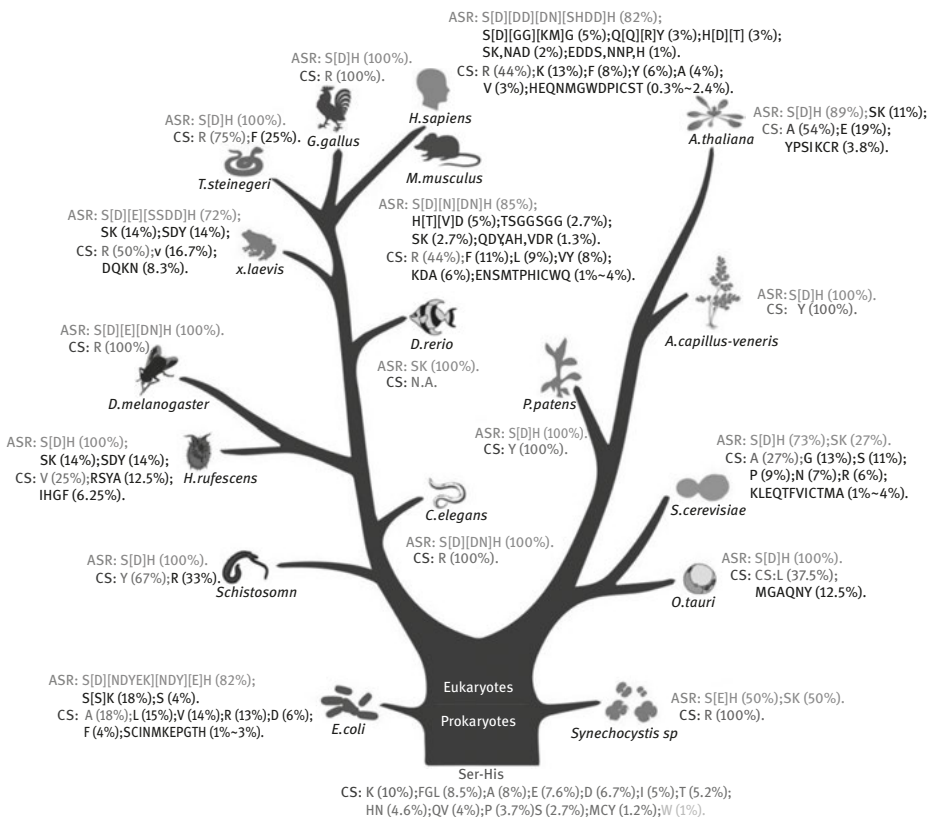 ASR: S[D][DD][DN][SHDD]H (82%);
S[D][GG][KM]G (5%);Q[Q][R]Y (3%);H[D][T] (3%);
SK,NAD (2%);EDDS,NNP,H (1%).
CS: R (44%);K (13%);F (8%);Y (6%);A (4%);
V (3%);HEQNMGWDPICST (0.3%~2.4%).
H.sapiens
M.musculus
ASR: S[D][N][DN]H (85%);
H[T][V]D (5%);TSGGSGG (2.7%);
SK (2.7%);QDY,AH,VDR (1.3%).
CS: R (44%);F (11%);L (9%);VY (8%);
KDA (6%);ENSMTPHICWQ (1%~4%).
ASR: S[D]H (100%).
CS: R (100%).
G.gallus
ASR: S[D]H (100%).
CS: R (75%);F (25%).
T.steinegeri
ASR: S[D][E][SSDD]H (72%);
SK (14%);SDY (14%);
CS: R (50%);v (16.7%);
DQKN (8.3%).
x.laevis
D.rerio
ASR: SK (100%).
CS: N.A.
ASR: S[D][E][DN]H (100%).
CS: R (100%)
D.melanogaster
ASR: S[D]H (100%);
SK (14%);SDY (14%);
CS: V (25%);RSYA (12.5%);
IHGF (6.25%).
H.rufescens
C.elegans
ASR: S[D][DN]H (100%).
CS: R (100%).
ASR: S[D]H (100%).
CS: Y (67%);R (33%).
Schistosomn
ASR: S[D]H (89%);SK (11%);
CS: A (54%);E (19%);
YPSIKCR (3.8%).
A.thaliana
ASR:S[D]H (100%).
CS: Y (100%).
A.capillus-veneris
P.patens
ASR: S[D]H (100%).
CS: Y (100%).
ASR: S[D]H (73%);SK (27%).
CS: A (27%);G (13%);S (11%);
P (9%);N (7%);R (6%);
KLEQTFVICTMA (1%~4%).
S.cerevisiae
ASR: S[D]H (100%).
CS: CS:L (37.5%);
MGAQNY (12.5%).
O.tauri
Eukaryotes
Prokaryotes
ASR: S[D][NDYEK][NDY][E]H (82%);
S[S]K (18%);S (4%).
CS: A (18%);L (15%);V (14%);R (13%);D (6%);
F (4%);SCINMKEPGTH (1%~3%).
E.coli
Synechocystis sp
ASR: S[E]H (50%);SK (50%).
CS: R (100%).
Ser-His
CS: K (10%);FGL (8.5%);A (8%);E (7.6%);D (6.7%);I (5%);T (5.2%);
HN (4.6%);QV (4%);P (3.7%)S (2.7%);MCY (1.2%);W (1%).